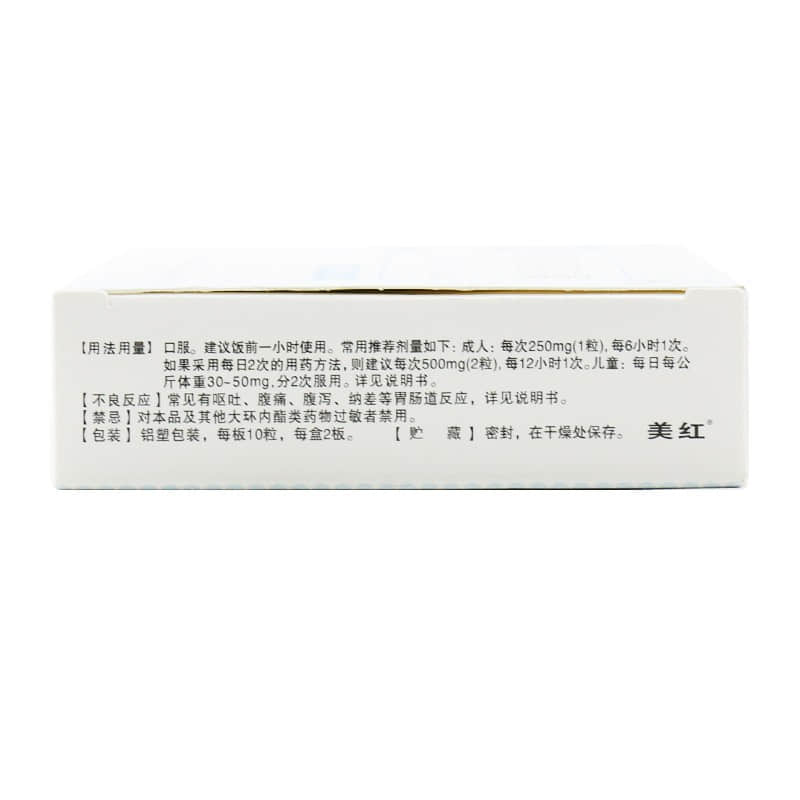 【用法用量】口服。建议饭前一小时使用。常用推荐剂量如下：成人：每次250mg(1粒)，每6小时1次。
如果采用每日2次的用药方法，则建议每次500mg(2粒)，每12小时1次。儿童：每日每公
斤体重30~50mg，分2次服用。详见说明书。
【不良反应】常见有呕吐、腹痛、腹泻、纳差等胃肠道反应，详见说明书。
【禁忌】对本品及其他大环内酯类药物过敏者禁用。
【包装】铝塑包装，每板10粒，每盒2板。 【贮 藏】密封，在干燥处保存。 美红®